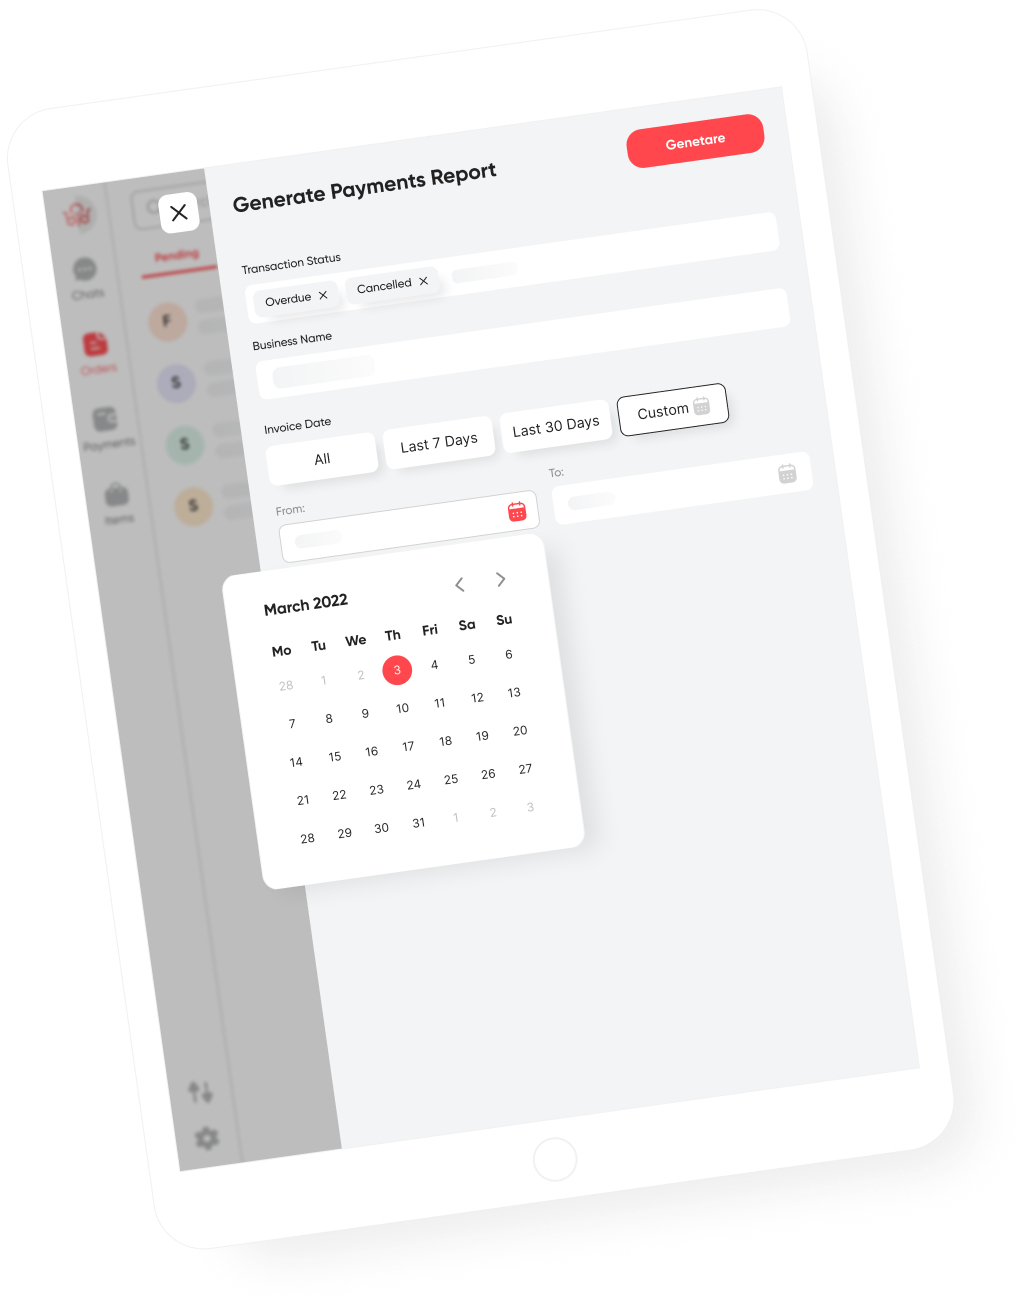 Genetare
Generate Payments Report
Pending
Chats
Orders
Payments
Items
F
S
S
S
Transaction Status
Overdue
Cancelled
Business Name
Invoice Date
All
Last 7 Days
Last 30 Days
Custom
From:
To:
March 2022
Mo Tu We Th Fri Sa Su
28 1 2 3 4 5 6
7 8 9 10 11 12 13
14 15 16 17 18 19 20
21 22 23 24 25 26 27
28 29 30 31 1 2 3